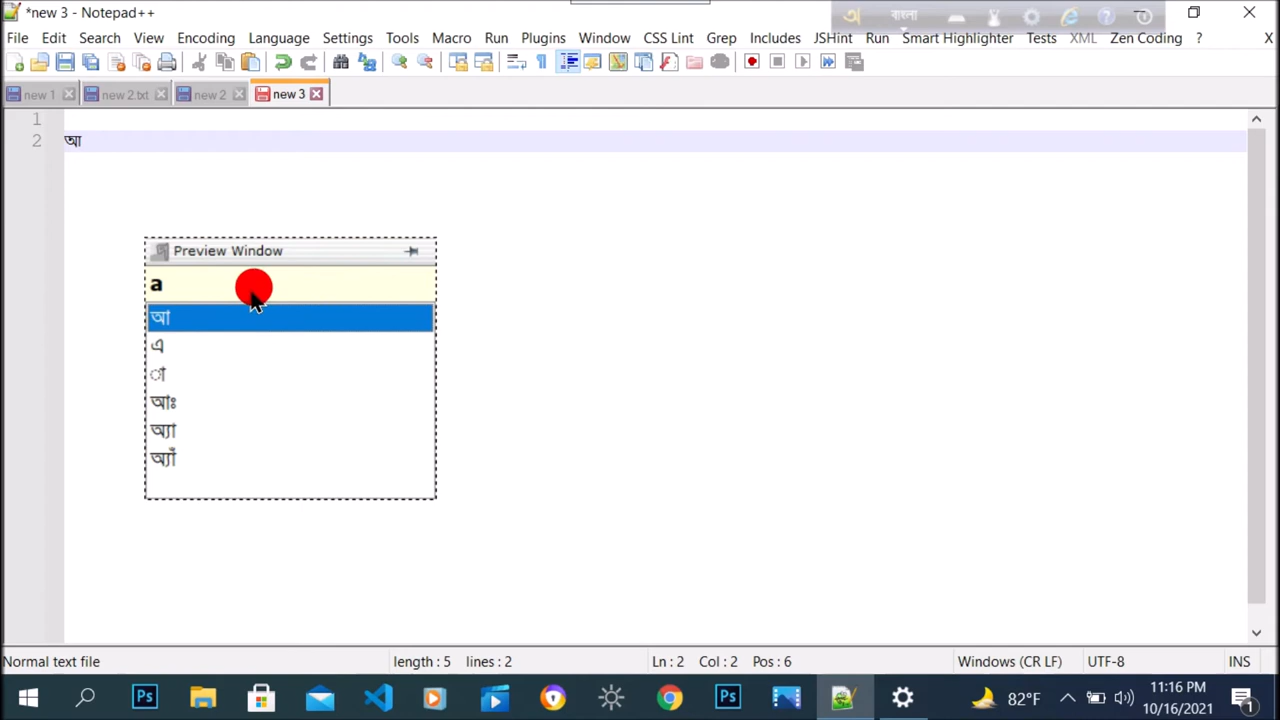 *new 3 - Notepad++
বাংলা
File Edit Search View Encoding Language Settings Tools Macro Run Plugins Window CSS Lint Grep Includes JSHint Run Smart Highlighter Tests XML Zen Coding ? X
new 1 new 2.txt new 2 new 3
1
2 আ
Preview Window
a
আ
এ
া
আঃ
অ্যা
অ্যাঁ
Normal text file length : 5 lines : 2 Ln : 2 Col : 2 Pos : 6 Windows (CR LF) UTF-8 INS
Ps Ps 82°F 11:16 PM
10/16/2021 1